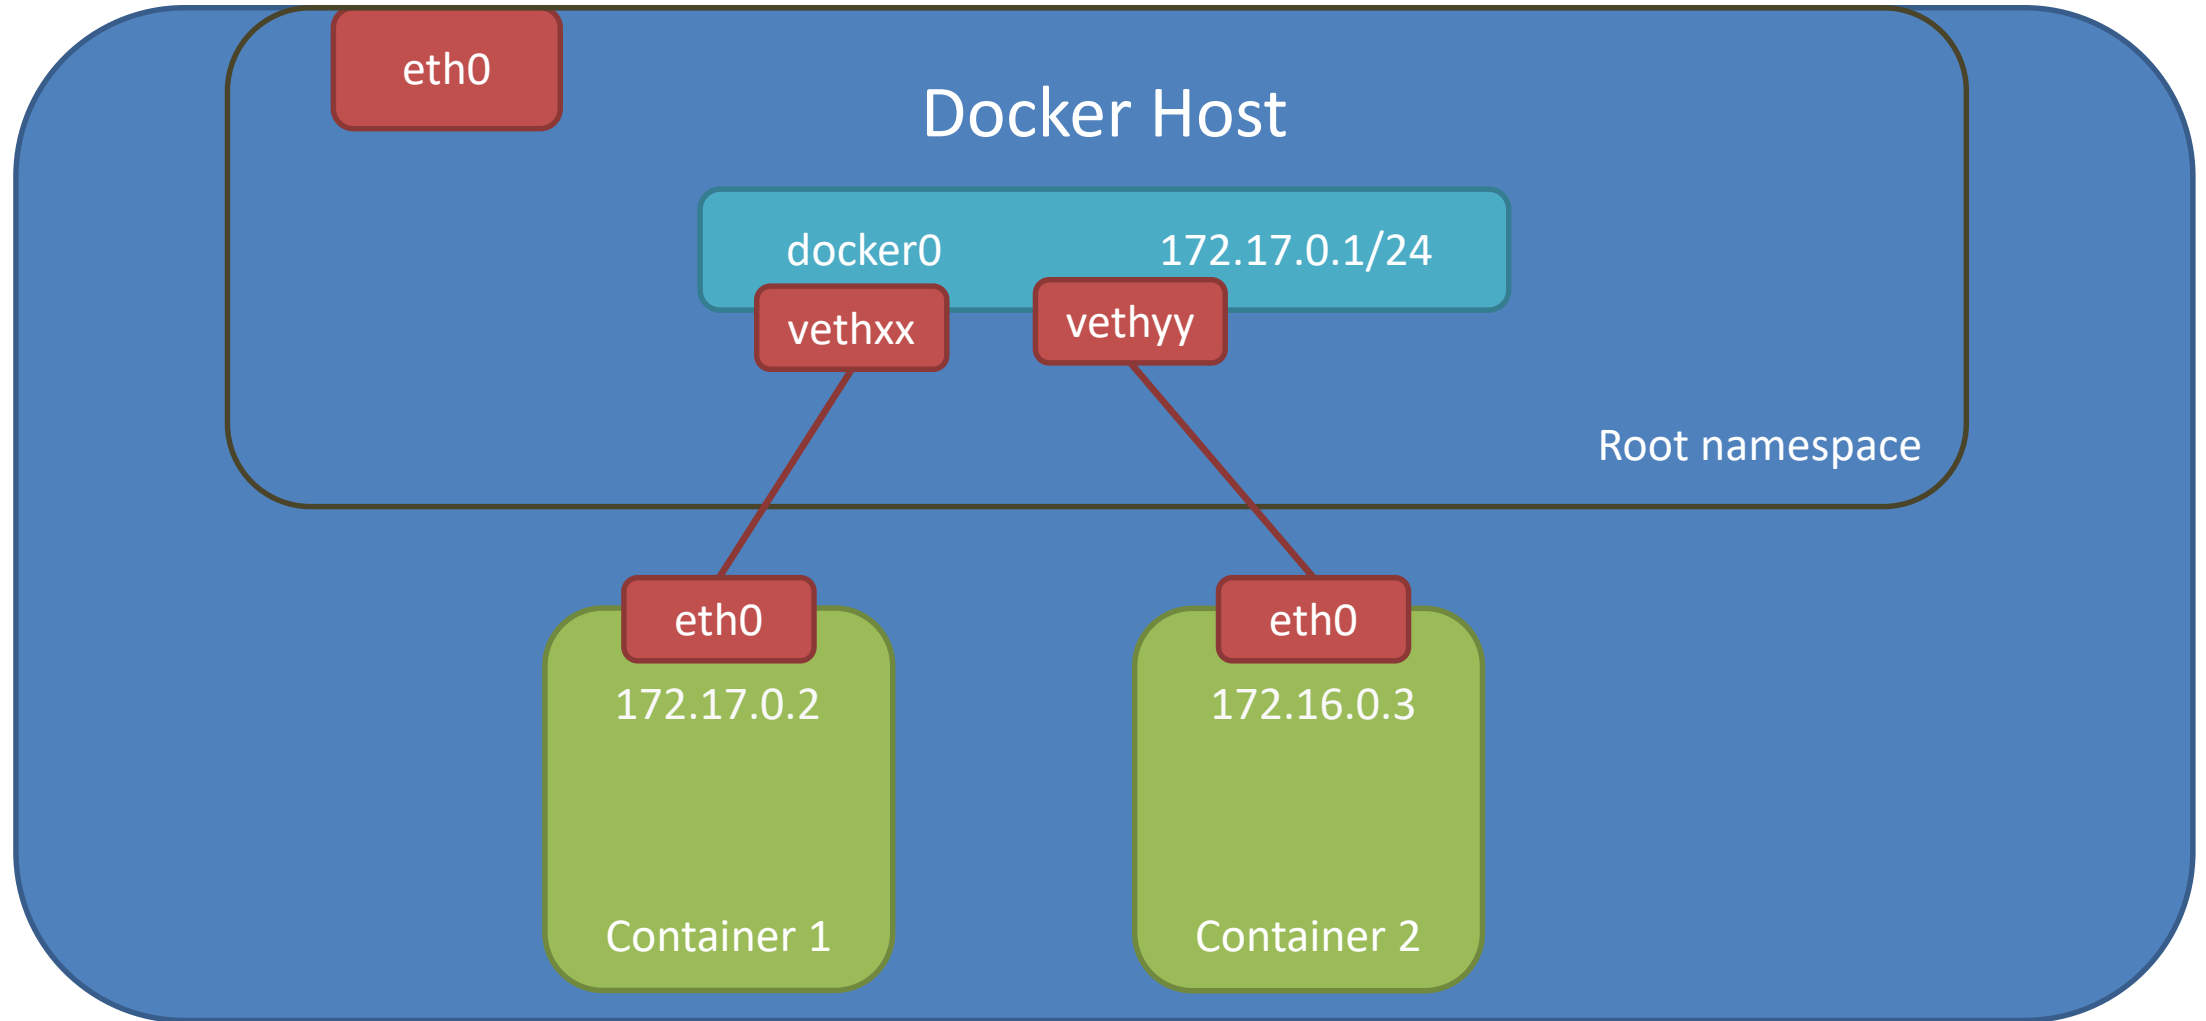 eth0
Docker Host
docker0 172.17.0.1/24
vethxx
vethyy
Root namespace
eth0
eth0
172.17.0.2
172.16.0.3
Container 1
Container 2